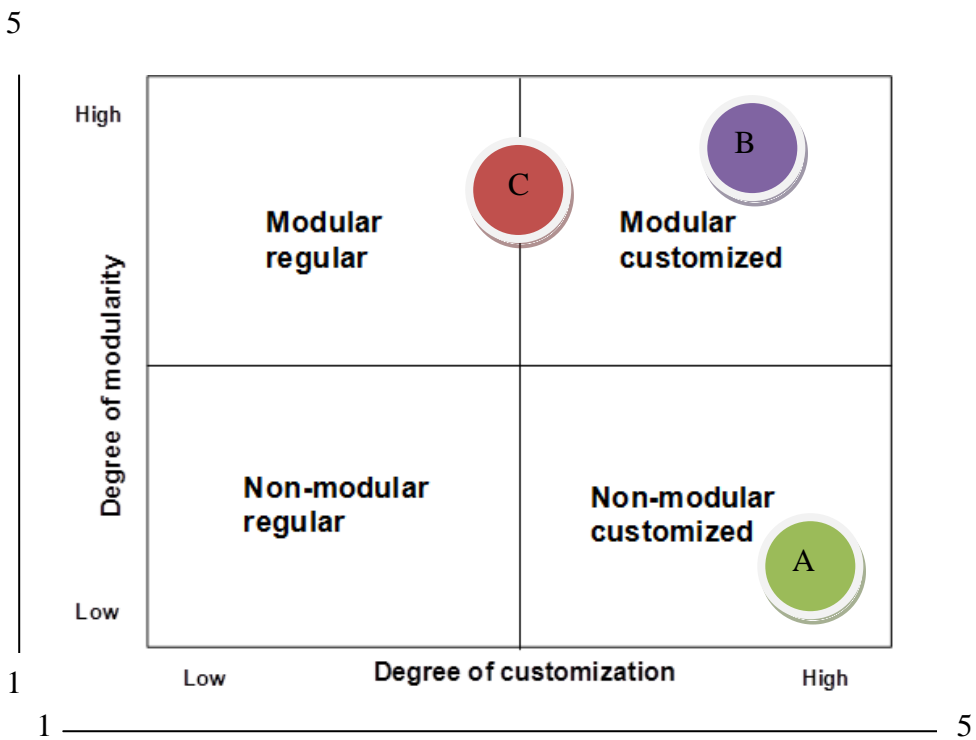 5
High
B
C
Modular
regular
Modular
customized
Degree of modularity
Non-modular
regular
Non-modular
customized
A
Low
1
Low
Degree of customization
High
1
5